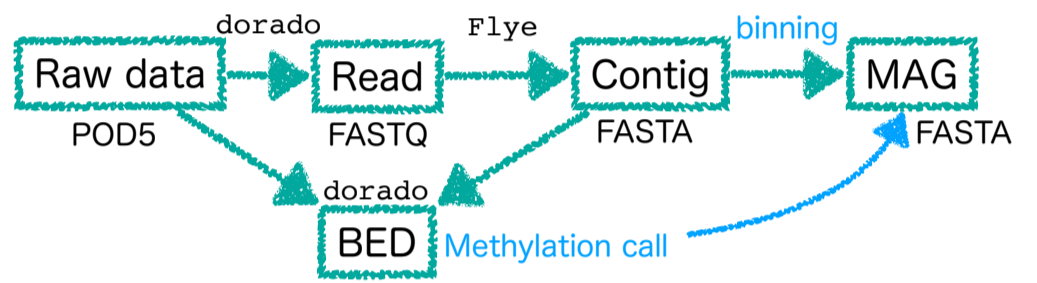 dorado
Flye
binning
Raw data
Read
Contig
MAG
POD5
FASTQ
FASTA
FASTA
dorado
BED
Methylation call